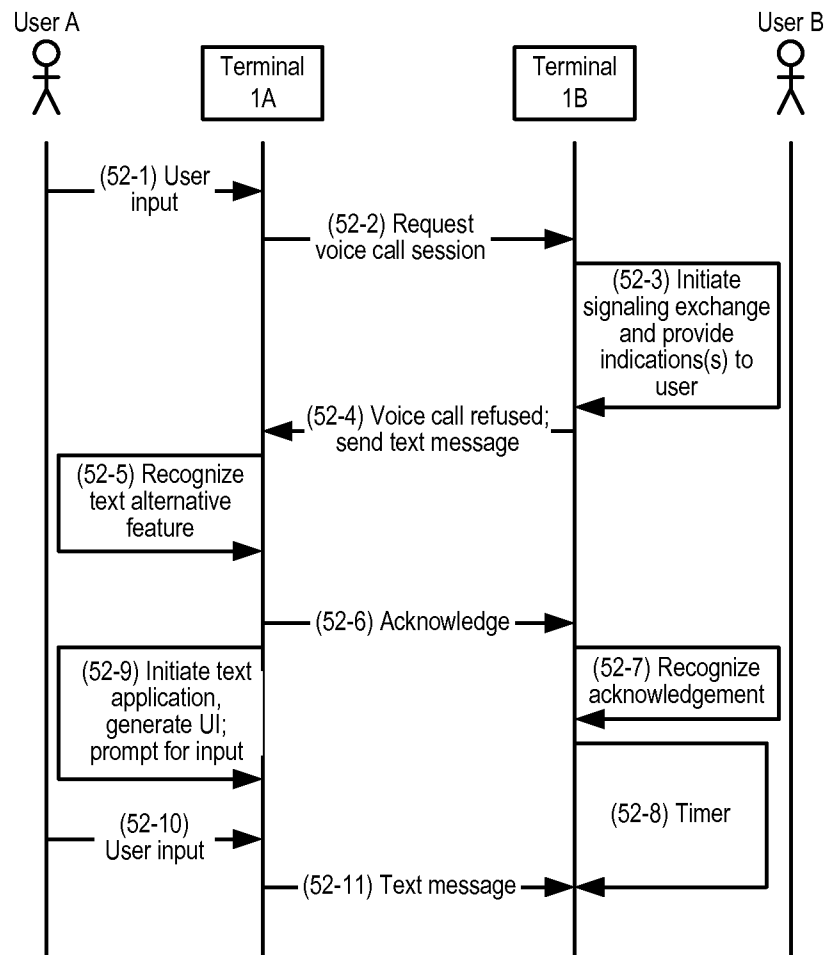 User A
User B
Terminal
1A
Terminal
1B
(52-1) User
input
(52-2) Request
voice call session
(52-3) Initiate
signaling exchange
and provide
indications(s) to
user
(52-4) Voice call refused;
send text message
(52-5) Recognize
text alternative
feature
(52-6) Acknowledge
(52-9) Initiate text
application,
generate UI;
prompt for input
(52-7) Recognize
acknowledgement
(52-8) Timer
(52-10)
User input
(52-11) Text message